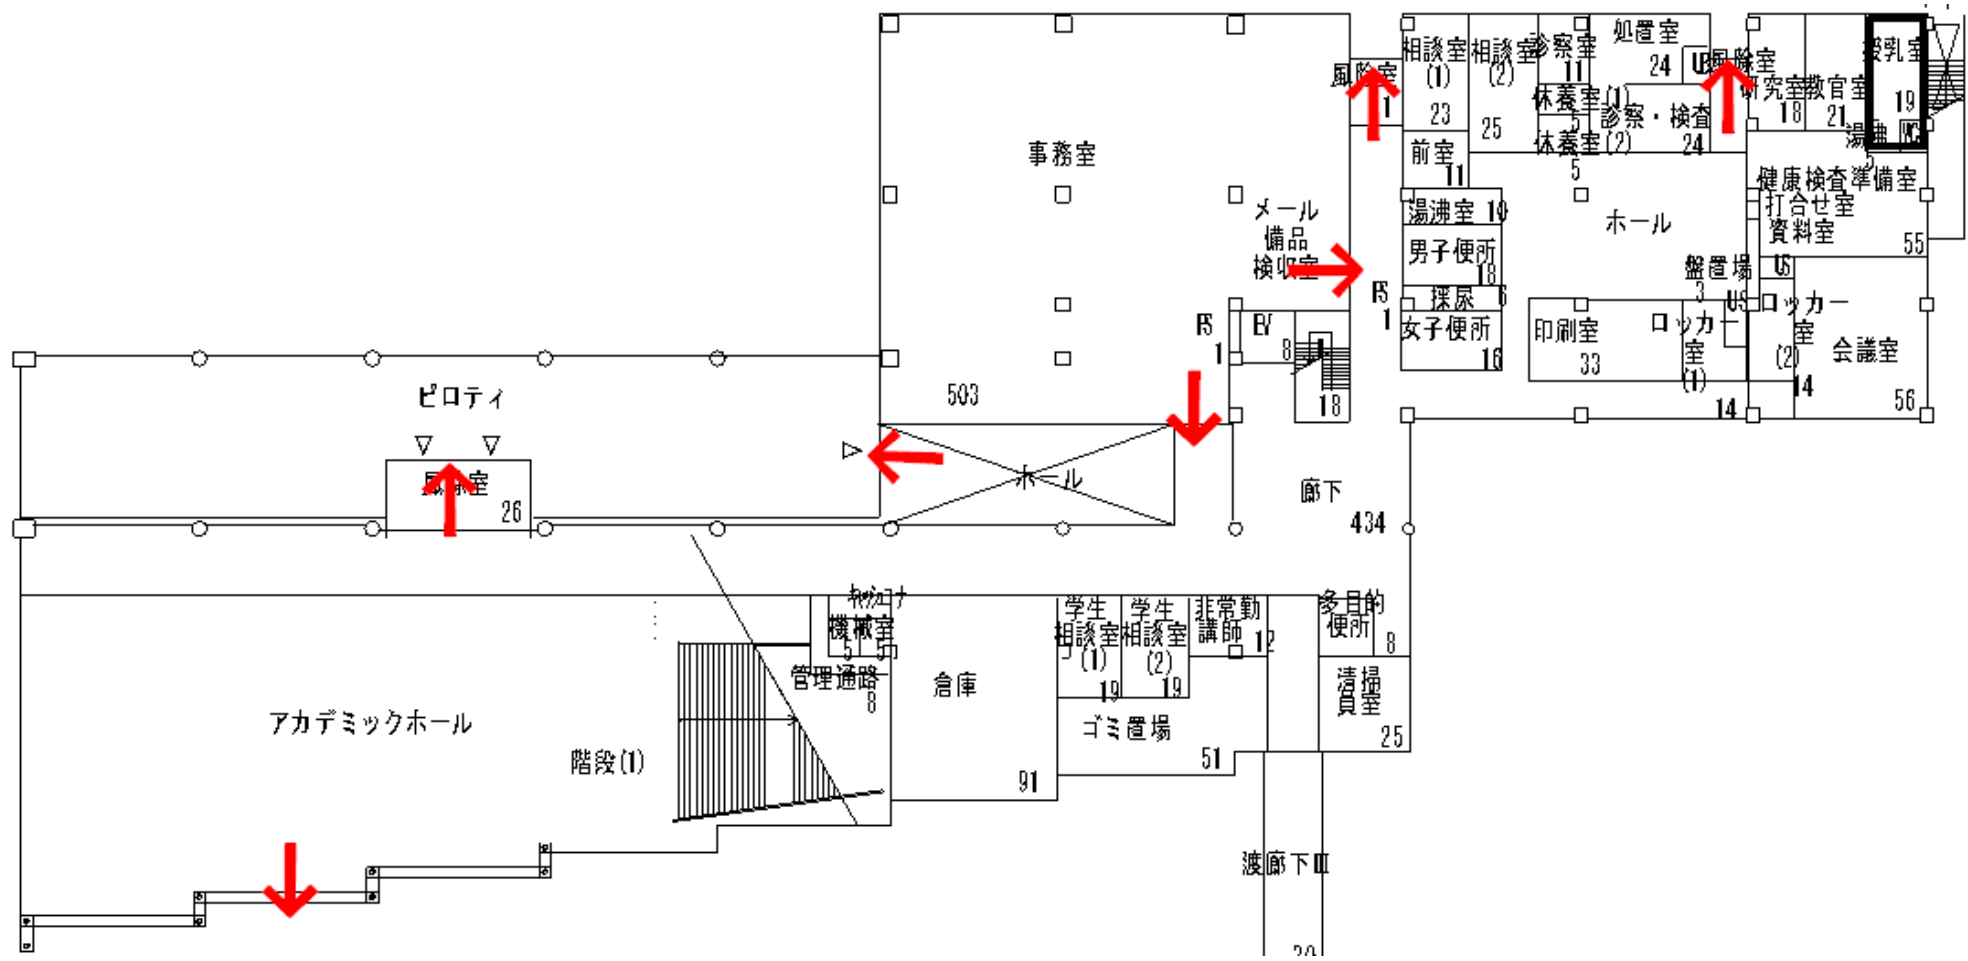 相談室
(1)
23
相談室
(2)
25
診察室
11
処置室
24
風除室
1
風除室
休養室(1)
5
休養室(2)
5
診察・検査
24
研究室
18
教官室
21
授乳室
19
湯沸
5
WC
事務室
503
前室
11
メール
備品
検収室
湯沸室 10
男子便所
18
採尿 6
女子便所
16
ホール
健康検査準備室
打合せ室
資料室
55
盤置場
3
US
US
PS
1
PS
1
EV
8
18
印刷室
33
ロッカー
室
(1)
14
ロッカー
室
(2)
14
会議室
56
ピロティ
風除室
26
ホール
廊下
434
機械室
5 5
管理通路
8
倉庫
91
学生
相談室
(1)
19
学生
相談室
(2)
19
非常勤
講師 12
多目的
便所
8
清掃
員室
25
ゴミ置場
51
アカデミックホール
階段(1)
渡廊下III